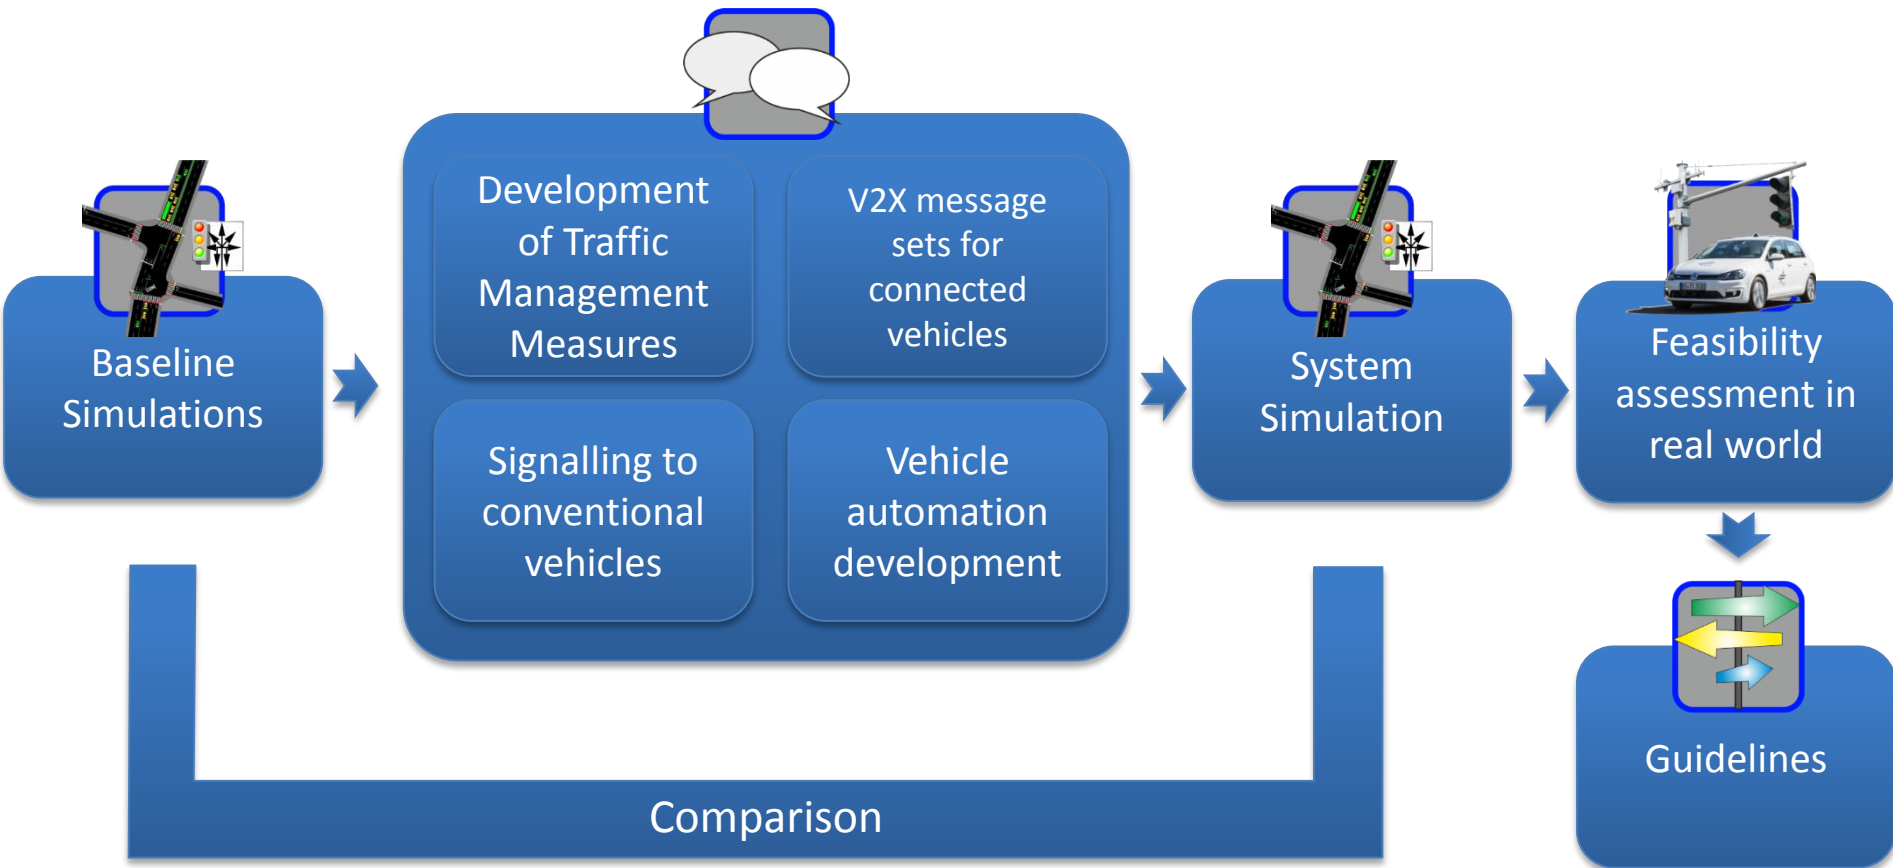 Baseline
Simulations
Development
of Traffic
Management
Measures
V2X message
sets for
connected
vehicles
Signalling to
conventional
vehicles
Vehicle
automation
development
System
Simulation
Feasibility
assessment in
real world
Guidelines
Comparison